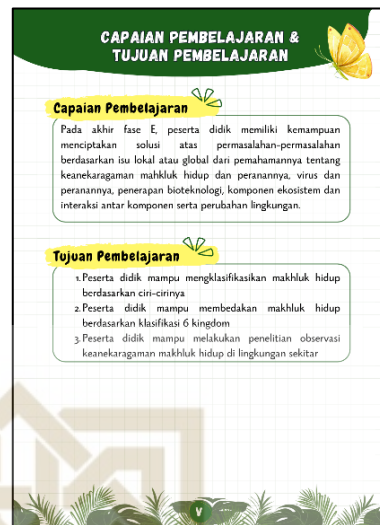 CAPAIAN PEMBELAJARAN &
TUJUAN PEMBELAJARAN
Capaian Pembelajaran
Pada akhir fase E, peserta didik memiliki kemampuan
menciptakan solusi atas permasalahan-permasalahan
berdasarkan isu lokal atau global dari pemahamannya tentang
keanekaragaman mahkluk hidup dan peranannya, virus dan
peranannya, penerapan bioteknologi, komponen ekosistem dan
interaksi antar komponen serta perubahan lingkungan.
Tujuan Pembelajaran
1. Peserta didik mampu mengklasifikasikan makhluk hidup
berdasarkan ciri-cirinya
2. Peserta didik mampu membedakan makhluk hidup
berdasarkan klasifikasi 6 kingdom
3. Peserta didik mampu melakukan penelitian observasi
keanekaragaman makhluk hidup di lingkungan sekitar
V